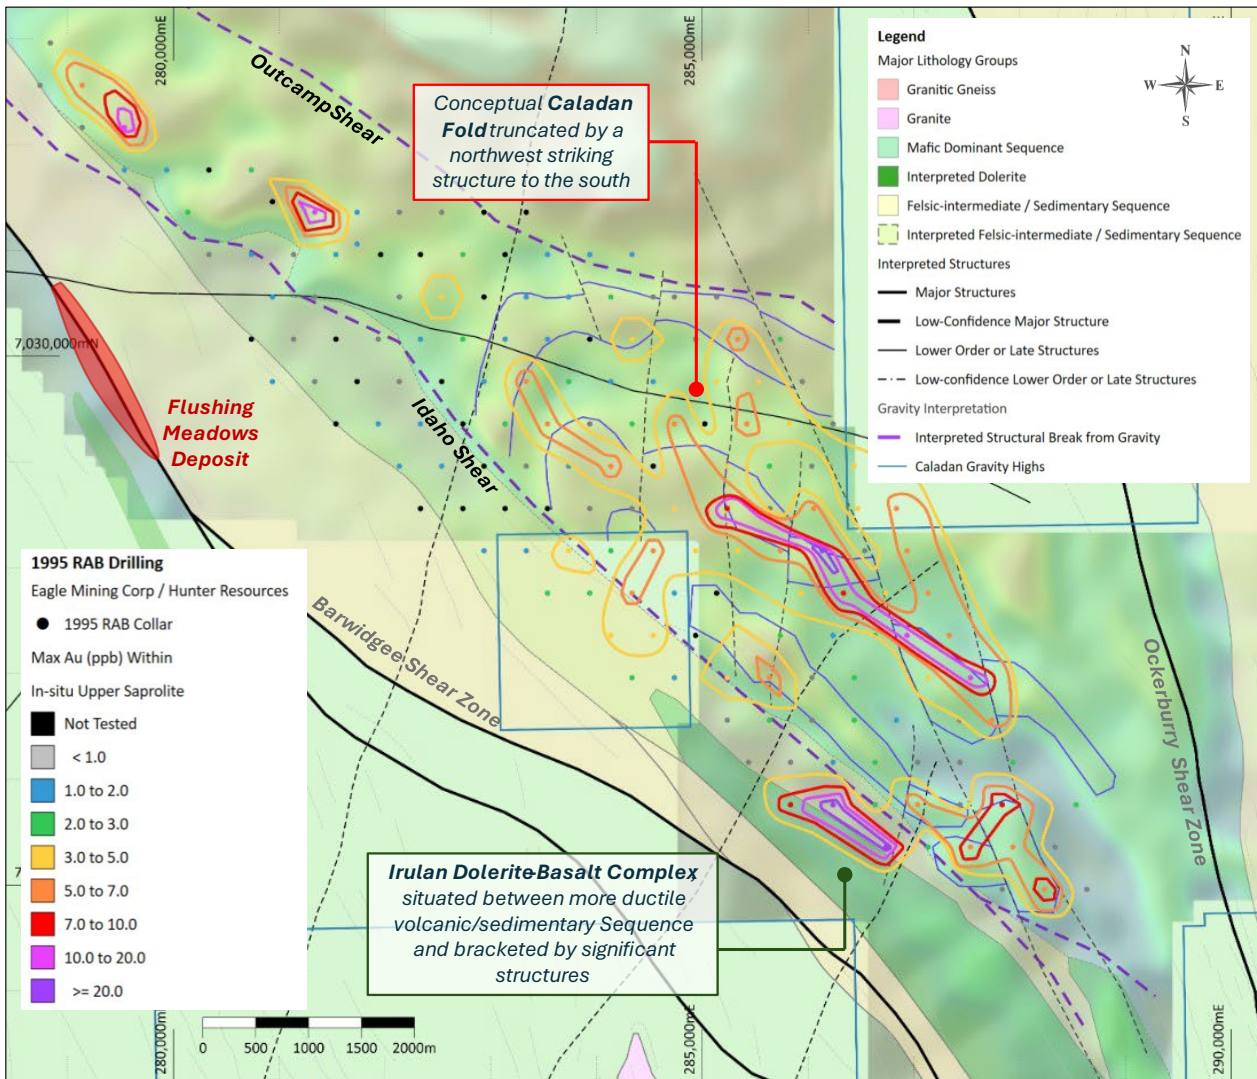 280,000mE
285,000mE
Outcamp Shear
Conceptual Caladan
Fold truncated by a
northwest striking
structure to the south
Legend
Major Lithology Groups
Granitic Gneiss
Granite
Mafic Dominant Sequence
Interpreted Dolerite
Felsic-intermediate / Sedimentary Sequence
Interpreted Felsic-intermediate / Sedimentary Sequence
Interpreted Structures
Major Structures
Low-Confidence Major Structure
Lower Order or Late Structures
Low-confidence Lower Order or Late Structures
Gravity Interpretation
Interpreted Structural Break from Gravity
Caladan Gravity Highs
N
W
E
S
7,030,000mN
Flushing
Meadows
Deposit
Idaho Shear
Barwidgee Shear Zone
Ockerburry Shear Zone
1995 RAB Drilling
Eagle Mining Corp / Hunter Resources
1995 RAB Collar
Max Au (ppb) Within
In-situ Upper Saprolite
Not Tested
< 1.0
1.0 to 2.0
2.0 to 3.0
3.0 to 5.0
5.0 to 7.0
7.0 to 10.0
10.0 to 20.0
>= 20.0
Irulan Dolerite-Basalt Complex
situated between more ductile
volcanic/sedimentary Sequence
and bracketed by significant
structures
0 500 1000 1500 2000m
280,000mE
285,000mE
290,000mE